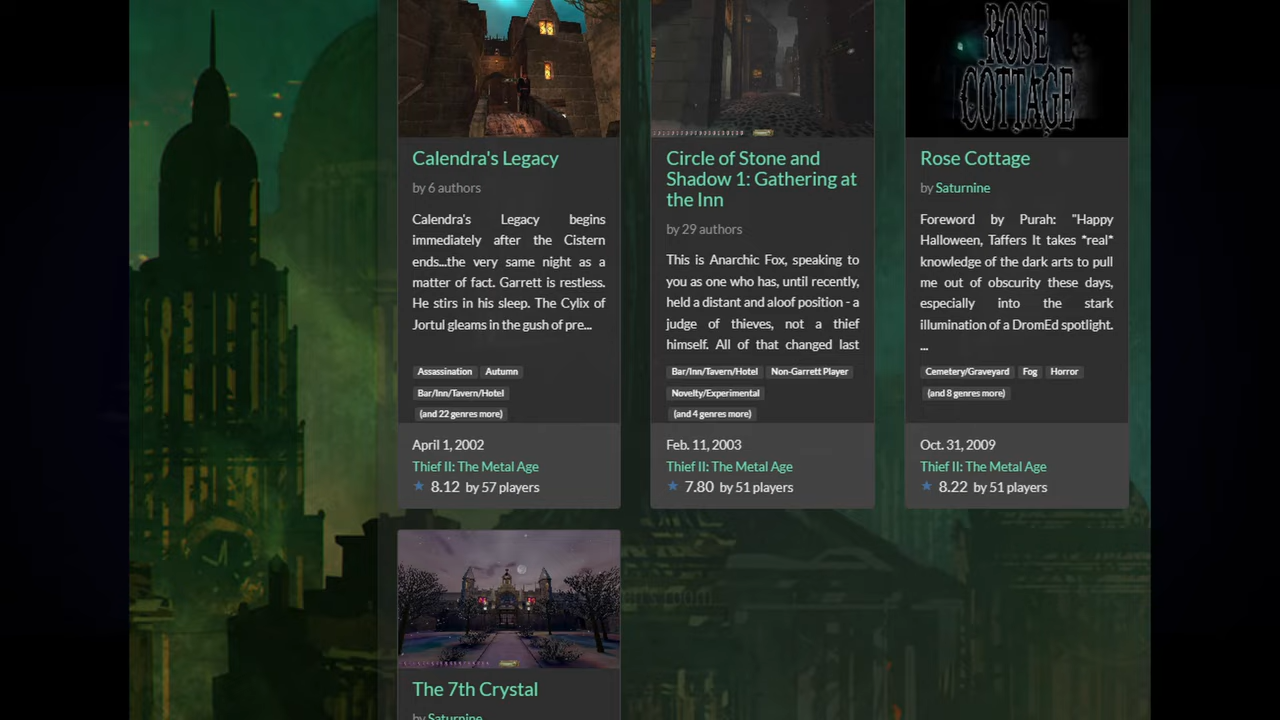 ROSE
COTTAGE
Calendra's Legacy
by 6 authors
Calendra's Legacy begins
immediately after the Cistern
ends...the very same night as a
matter of fact. Garrett is restless.
He stirs in his sleep. The Cylix of
Jortul gleams in the gush of pre...
Assassination Autumn
Bar/Inn/Tavern/Hotel
(and 22 genres more)
April 1, 2002
Thief II: The Metal Age
8.12 by 57 players
Circle of Stone and
Shadow 1: Gathering at
the Inn
by 29 authors
This is Anarchic Fox, speaking to
you as one who has, until recently,
held a distant and aloof position - a
judge of thieves, not a thief
himself. All of that changed last
Bar/Inn/Tavern/Hotel Non-Garrett Player
Novelty/Experimental
(and 4 genres more)
Feb. 11, 2003
Thief II: The Metal Age
7.80 by 51 players
Rose Cottage
by Saturnine
Foreword by Purah: "Happy
Halloween, Taffers It takes *real*
knowledge of the dark arts to pull
me out of obscurity these days,
especially into the stark
illumination of a DromEd spotlight.
...
Cemetery/Graveyard Fog Horror
(and 8 genres more)
Oct. 31, 2009
Thief II: The Metal Age
8.22 by 51 players
The 7th Crystal
by Saturnine